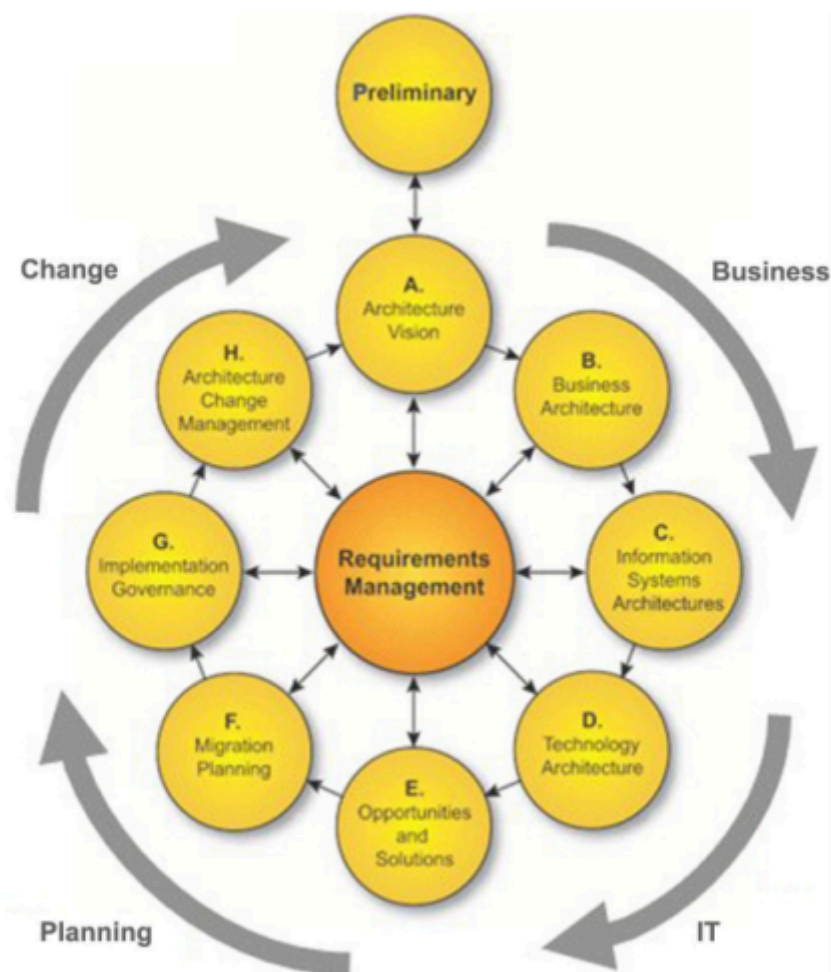 Preliminary
Change
Business
A.
Architecture
Vision
H.
Architecture
Change
Management
B.
Business
Architecture
G.
Implementation
Governance
Requirements
Management
C.
Information
Systems
Architectures
F.
Migration
Planning
D.
Technology
Architecture
E.
Opportunities
and
Solutions
Planning
IT